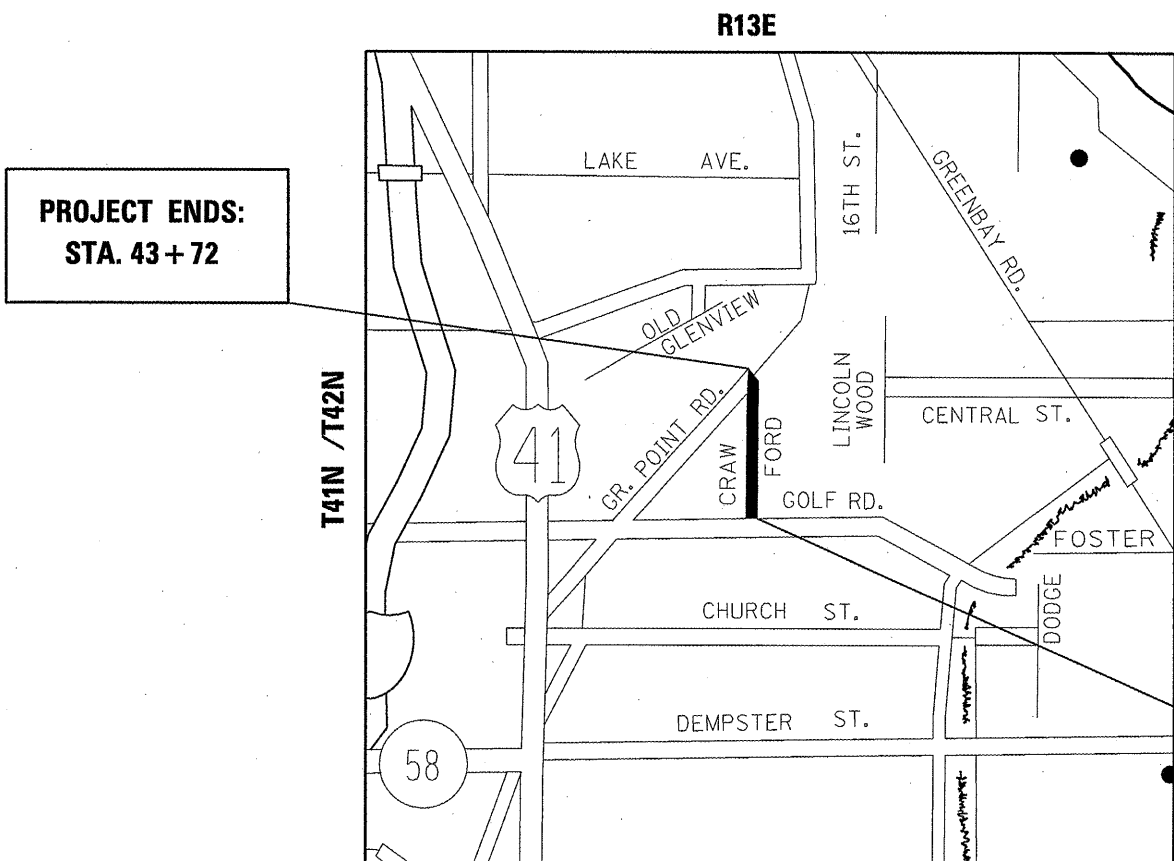 R13E
PROJECT ENDS:
STA. 43+72
T41N /T42N
LAKE AVE.
16TH ST.
GREENBAY RD.
OLD
GLENVIEW
GR. POINT RD.
LINCOLN
WOOD
CENTRAL ST.
41
CRAW
FORD
GOLF RD.
FOSTER
CHURCH ST.
DODGE
DEMPSTER ST.
58